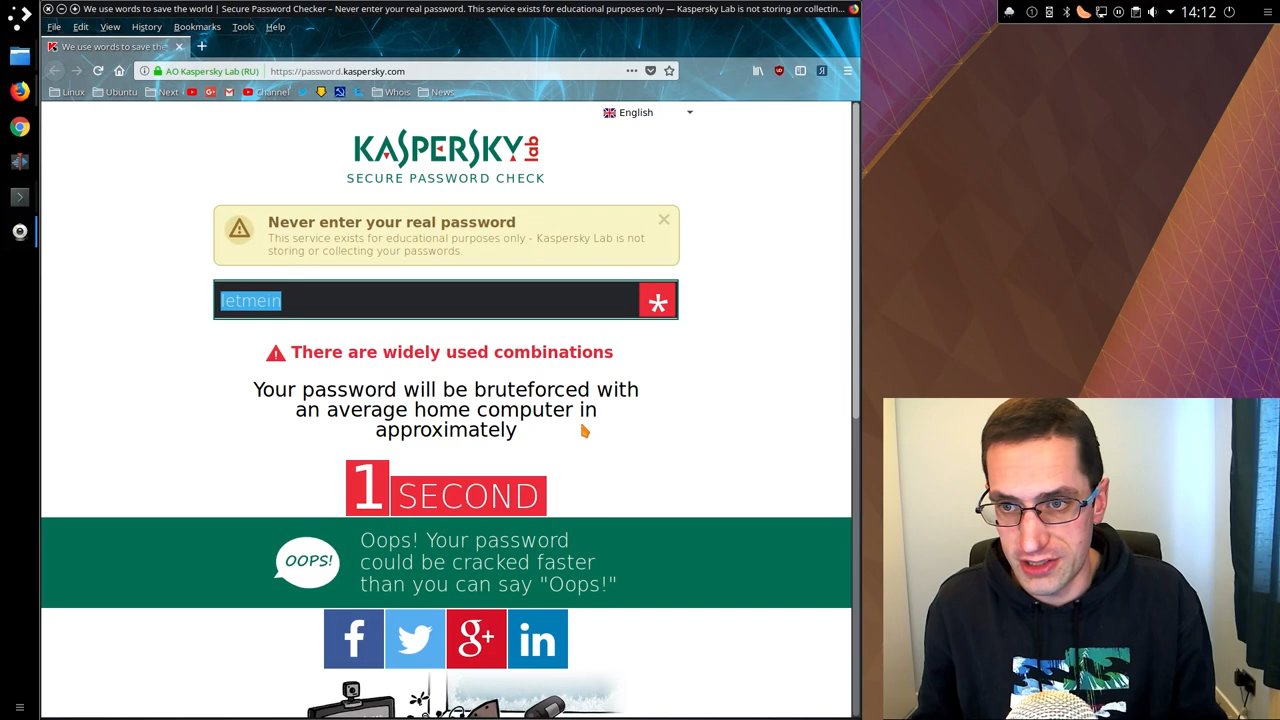 We use words to save the world | Secure Password Checker – Never enter your real password. This service exists for educational purposes only — Kaspersky Lab is not storing or collectin...
14:12
File Edit View History Bookmarks Tools Help
We use words to save the
AO Kaspersky Lab (RU) https://password.kaspersky.com
Linux Ubuntu Next Channel Whois News
English
KASPERSKY lab
SECURE PASSWORD CHECK
Never enter your real password
This service exists for educational purposes only - Kaspersky Lab is not
storing or collecting your passwords.
letmein
*
There are widely used combinations
Your password will be bruteforced with
an average home computer in
approximately
1 SECOND
OOPS!
Oops! Your password
could be cracked faster
than you can say "Oops!"
f g+ in